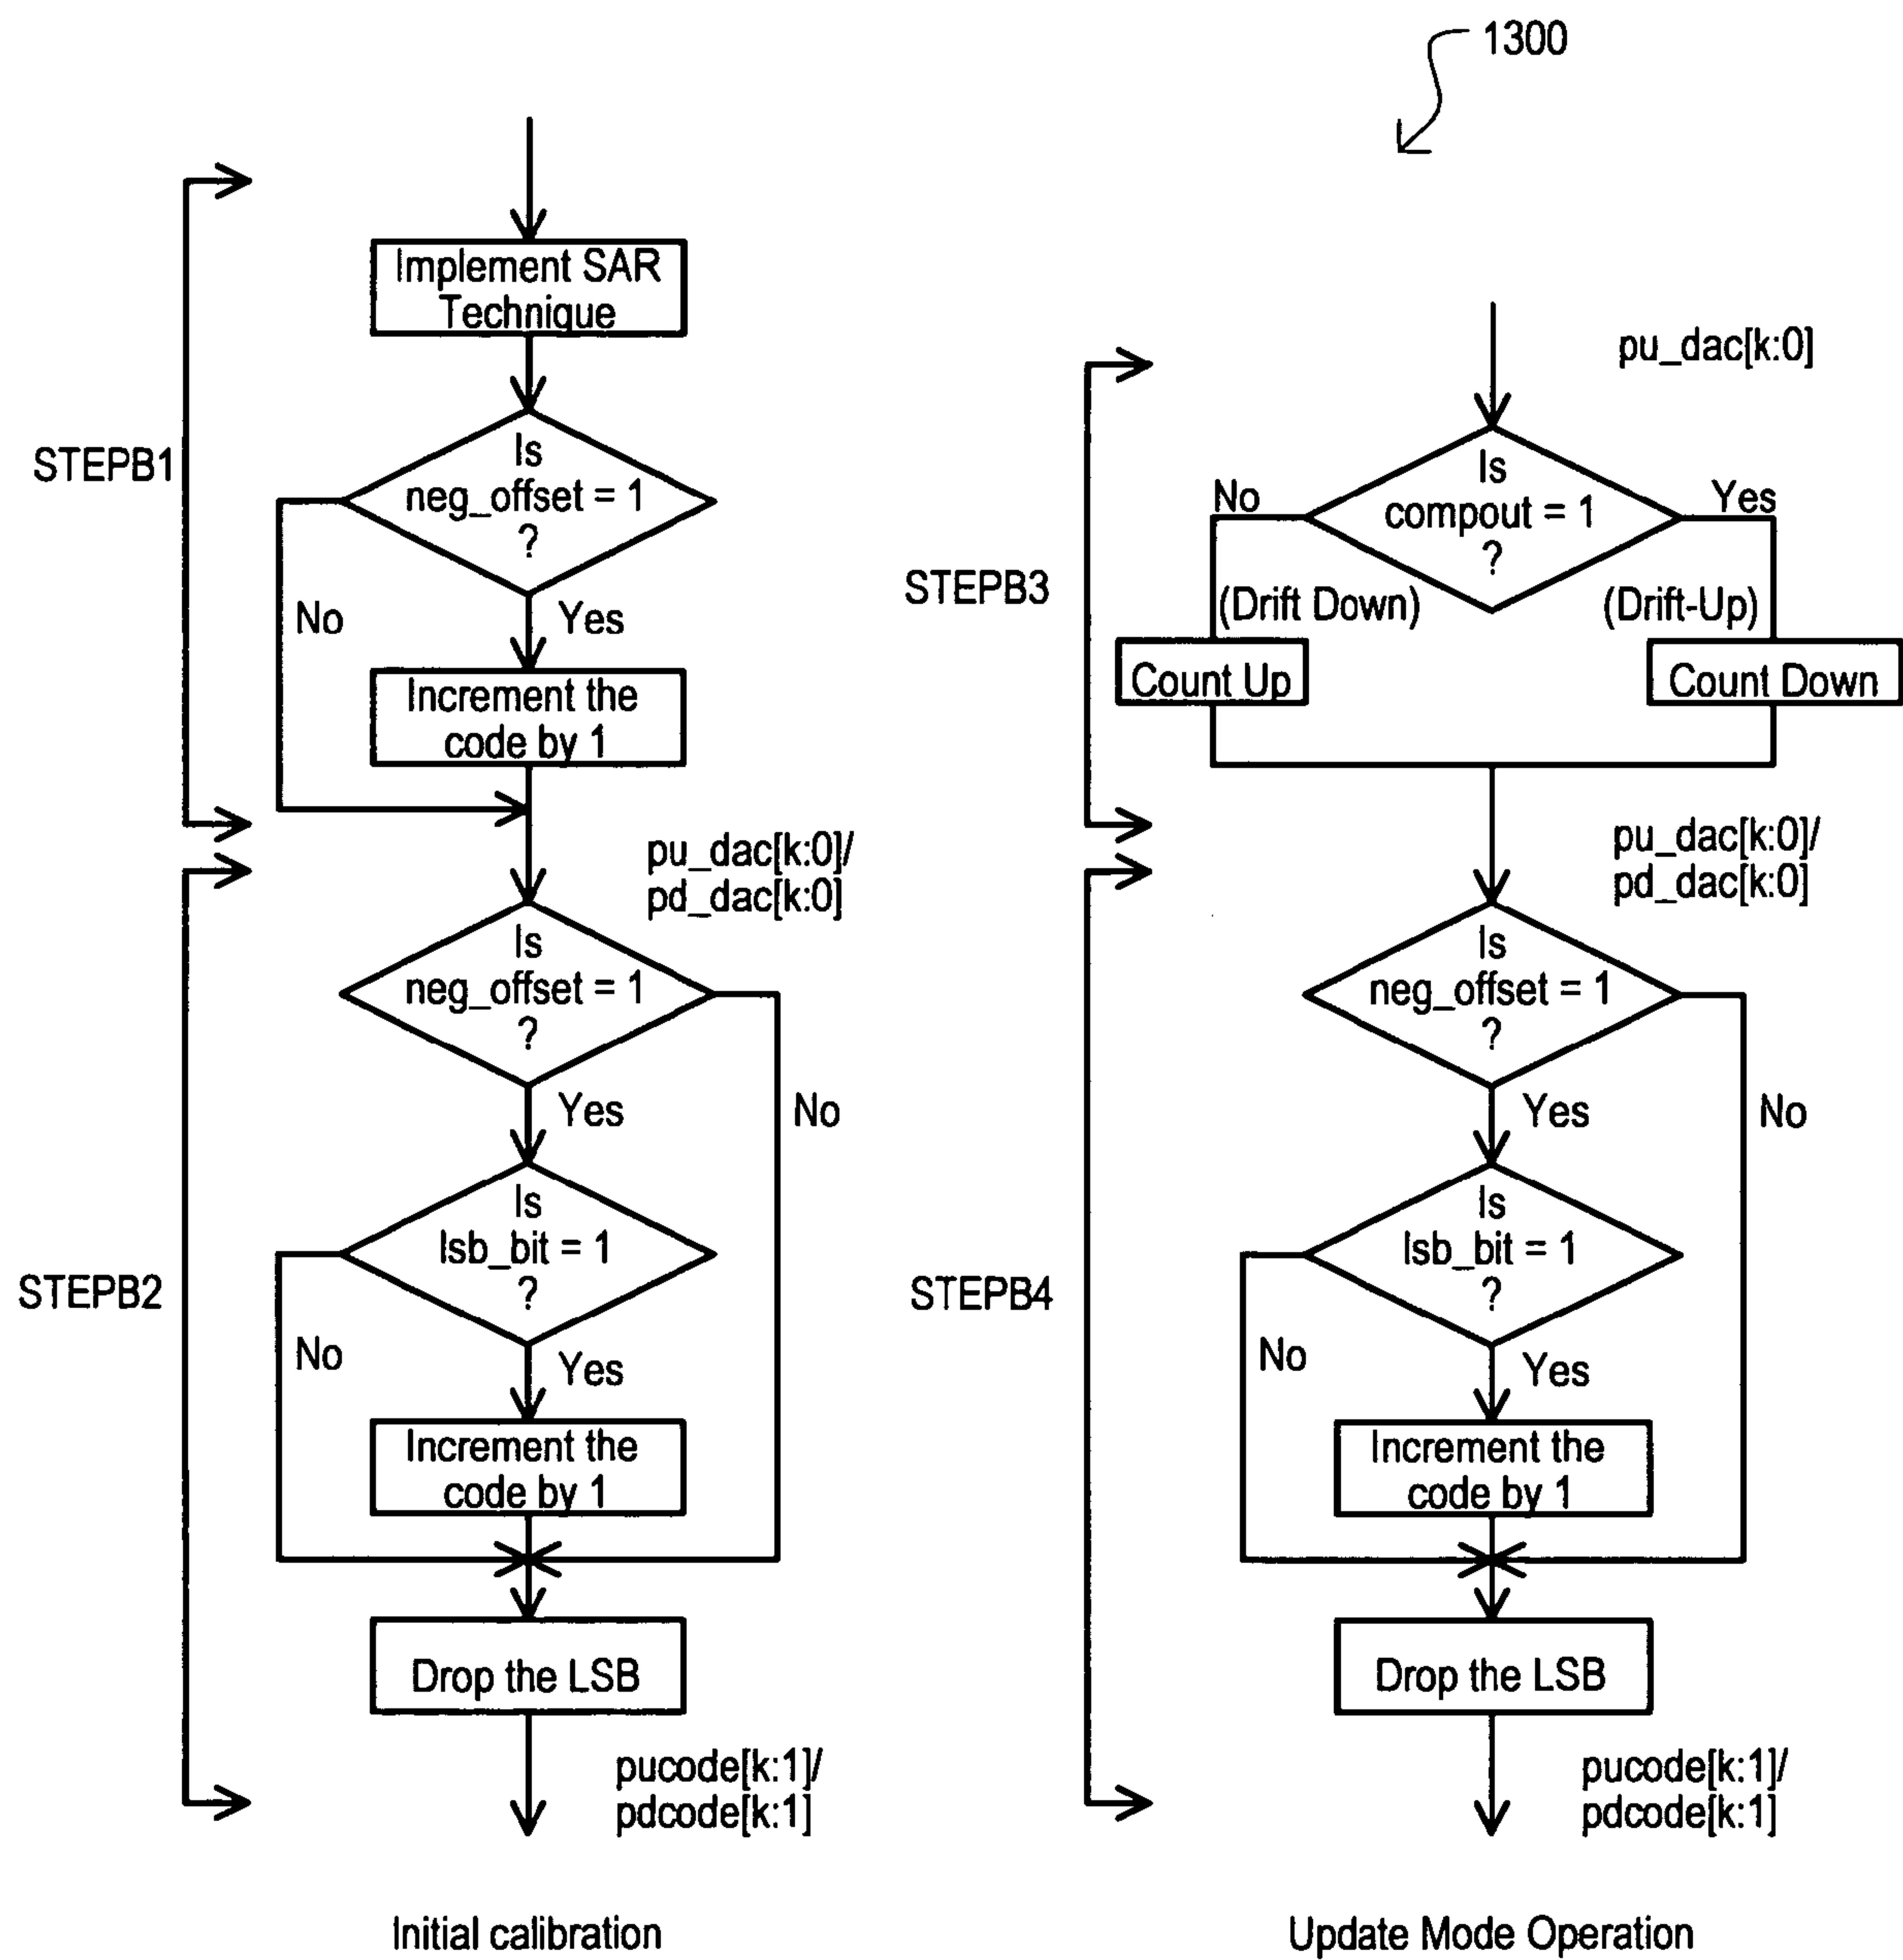 1300
STEPB1
Implement SAR
Technique
Is
neg_offset = 1
?
No
Yes
Increment the
code by 1
pu_dac[k:0]/
pd_dac[k:0]
STEPB2
Is
neg_offset = 1
?
Yes
No
Is
lsb_bit = 1
?
No
Yes
Increment the
code by 1
Drop the LSB
pucode[k:1]/
pdcode[k:1]
Initial calibration
pu_dac[k:0]
STEPB3
Is
compout = 1
?
No
Yes
(Drift Down)
(Drift-Up)
Count Up
Count Down
pu_dac[k:0]/
pd_dac[k:0]
STEPB4
Is
neg_offset = 1
?
Yes
No
Is
lsb_bit = 1
?
No
Yes
Increment the
code by 1
Drop the LSB
pucode[k:1]/
pdcode[k:1]
Update Mode Operation